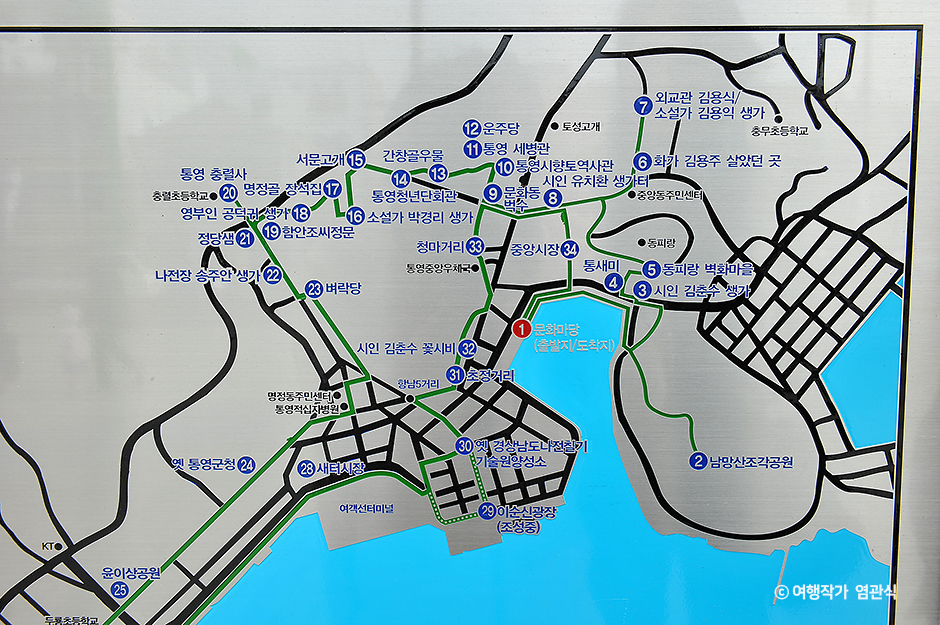 7 외교관 김용식/
소설가 김용익 생가
토성고개
충무초등학교
12 운주당
11 통영 세병관
10 통영시향토역사관
6 화가 김용주 살았던 곳
중앙동주민센터
시인 유치환 생가터
8
9 문화동
벅수
간창골우물
13
서문고개 15
14
통영청년단회관
통영 충렬사
충렬초등학교
20
명정골 장석집 17
영부인 공덕귀 생가 18
16 소설가 박경리 생가
19 함안조씨정문
정당샘 21
청마거리 33
통영중앙우체국
중앙시장 34
동피랑
통새미
4
5 동피랑 벽화마을
3 시인 김춘수 생가
나전장 송주안 생가 22
23 벼락당
1 문화마당
(출발지/도착지)
시인 김춘수 꽃시비 32
31 초정거리
항남5거리
명정동주민센터
통영적십자병원
30 옛 경상남도나전칠기
기술원양성소
2 남망산조각공원
옛 통영군청 24
28 새터시장
여객선터미널
29 이순신광장
(조성중)
KT
윤이상공원
25
두룡초등학교
© 여행작가 염관식